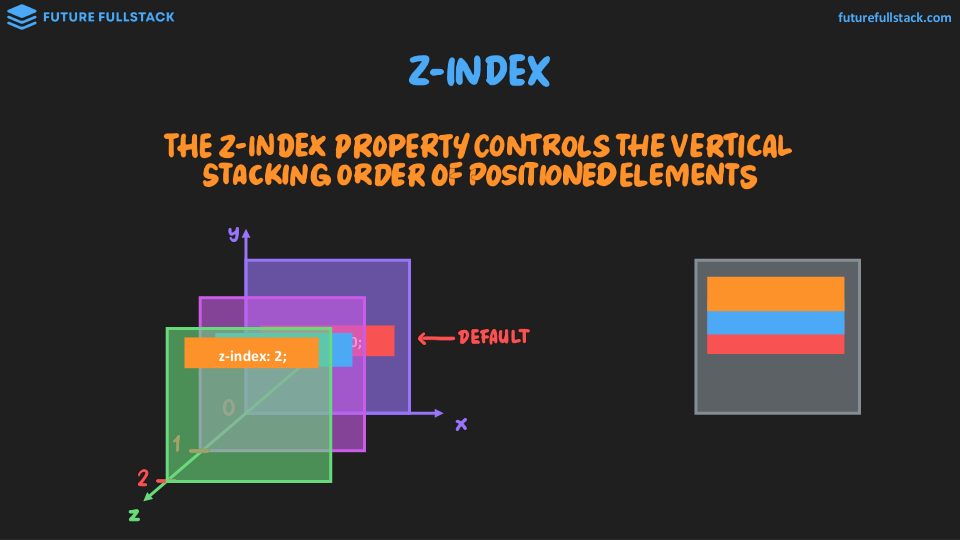 FUTURE FULLSTACK
futurefullstack.com
Z-INDEX
THE Z-INDEX PROPERTY CONTROLS THE VERTICAL
STACKING ORDER OF POSITIONED ELEMENTS
y
0;
DEFAULT
z-index: 2;
0
x
1
2
z